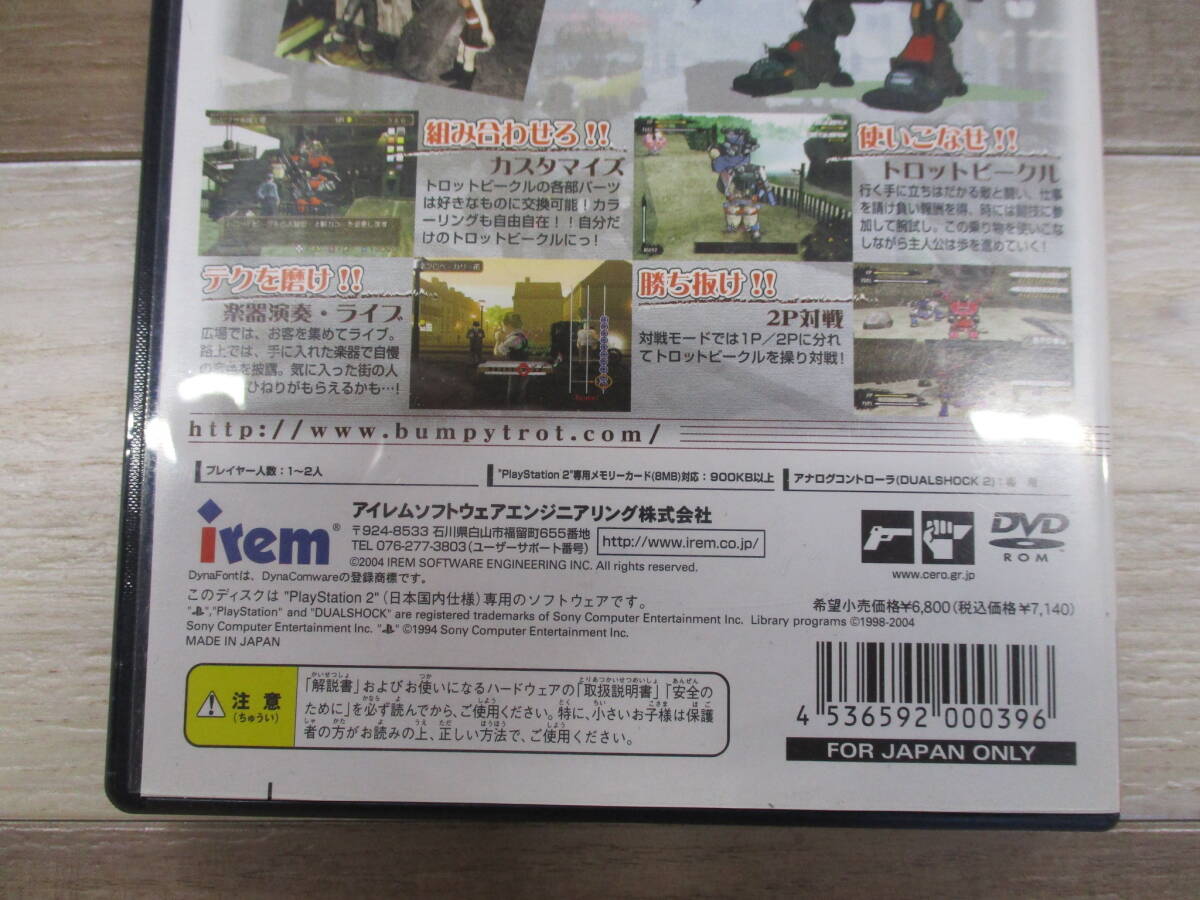 組み合わせろ!!
カスタマイズ
トロットビークルの各部パーツ
は好きなものに交換可能!カラ
ーリングも自由自在!!自分だ
けのトロットビークルにっ!
使いこなせ!!
トロットビークル
行く手に立ちはだかる敵と闘い、仕事
を請け負い報酬を得、時には闘技に参
加して腕試し。この乗り物を使いこな
しながら主人公は歩を進めていく!
テクを磨け!!
楽器演奏・ライブ
広場では、お客を集めてライブ。
路上では、手に入れた楽器で自慢
を披露。気に入った街の人
ひねりがもらえるかも…!
勝ち抜け!!
2P対戦
対戦モードでは1P/2Pに分れ
てトロットビークルを操り対戦!
http://www.bumpytrot.com/
プレイヤー人数:1~2人
"PlayStation 2"専用メモリーカード(8MB)対応:900KB以上
アナログコントローラ(DUALSHOCK 2):専 用
irem®
アイレムソフトウェアエンジニアリング株式会社
〒924-8533 石川県白山市福留町655番地
TEL 076-277-3803(ユーザーサポート番号)
http://www.irem.co.jp/
©2004 IREM SOFTWARE ENGINEERING INC. All rights reserved.
DynaFontは、DynaComwareの登録商標です。
www.cero.gr.jp
DVD
ROM
このディスクは "PlayStation 2" (日本国内仕様)専用のソフトウェアです。
希望小売価格¥6,800(税込価格¥7,140)
" ","PlayStation" and "DUALSHOCK" are registered trademarks of Sony Computer Entertainment Inc. Library programs ©1998-2004
Sony Computer Entertainment Inc. " " ©1994 Sony Computer Entertainment Inc.
MADE IN JAPAN
注意
(ちゅうい)
「解説書」およびお使いになるハードウェアの「取扱説明書」「安全の
ために」を必ず読んでから、ご使用ください。特に、小さいお子様は保護
者の方がお読みの上、正しい方法で、ご使用ください。
4 536592 000396
FOR JAPAN ONLY